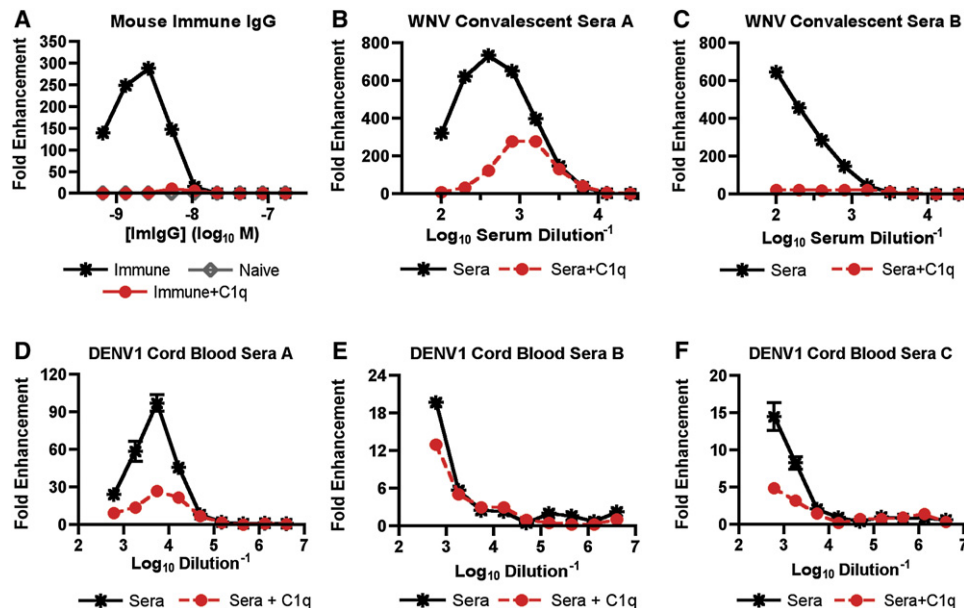 A Mouse Immune IgG
Fold Enhancement
350
300
250
200
150
100
50
0
-9 -8 -7
[ImIgG] (log10 M)
Immune Naive
Immune+C1q
B WNV Convalescent Sera A
Fold Enhancement
800
600
400
200
0
2 3 4
Log10 Serum Dilution-1
Sera Sera+C1q
C WNV Convalescent Sera B
Fold Enhancement
800
600
400
200
0
2 3 4
Log10 Serum Dilution-1
Sera Sera+C1q
D DENV1 Cord Blood Sera A
Fold Enhancement
120
90
60
30
0
2 3 4 5 6 7
Log10 Dilution-1
Sera Sera + C1q
E DENV1 Cord Blood Sera B
Fold Enhancement
24
18
12
6
0
2 3 4 5 6 7
Log10 Dilution-1
Sera Sera + C1q
F DENV1 Cord Blood Sera C
Fold Enhancement
20
15
10
5
0
2 3 4 5 6 7
Log10 Dilution-1
Sera Sera+C1q